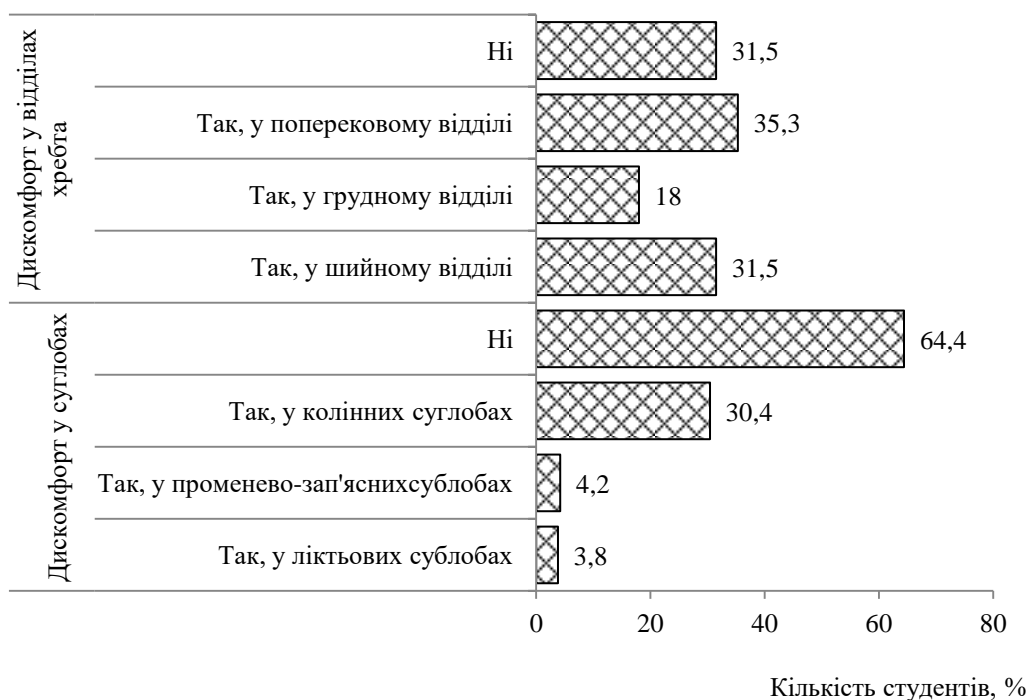 Дискомфорт у відділах
хребта
Ні
31,5
Так, у поперековому відділі
35,3
Так, у грудному відділі
18
Так, у шийному відділі
31,5
Дискомфорт у суглобах
Ні
64,4
Так, у колінних суглобах
30,4
Так, у променево-зап'яснихсублобах
4,2
Так, у ліктьових сублобах
3,8
0 20 40 60 80
Кількість студентів, %